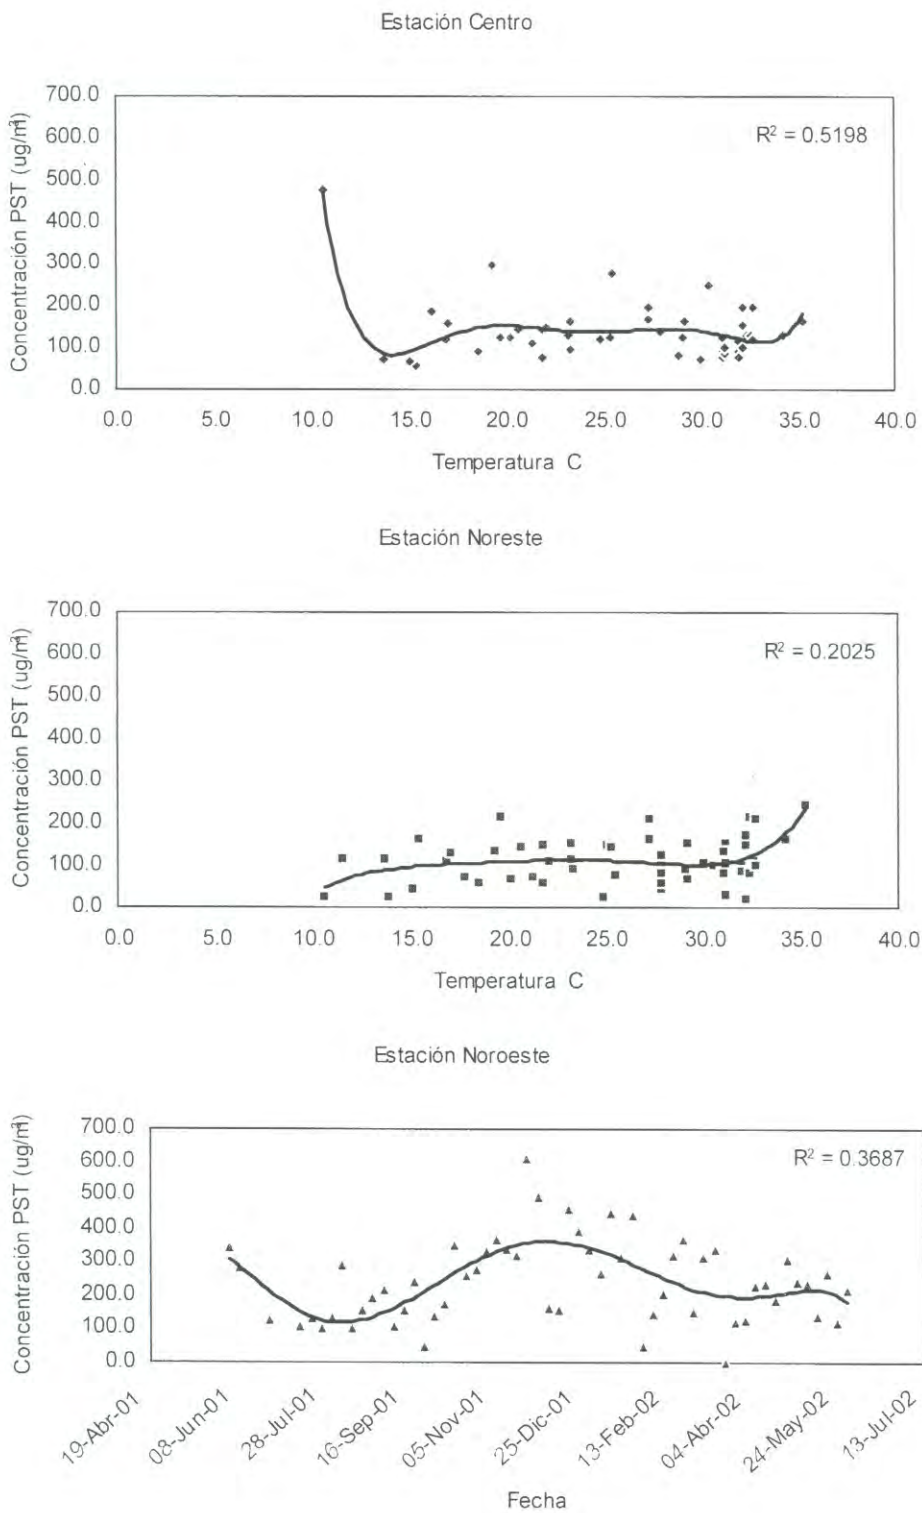 Estación Centro
Concentración PST (ug/m³)
700.0
600.0
500.0
400.0
300.0
200.0
100.0
0.0
R² = 0.5198
0.0 5.0 10.0 15.0 20.0 25.0 30.0 35.0 40.0
Temperatura C
Estación Noreste
Concentración PST (ug/m³)
700.0
600.0
500.0
400.0
300.0
200.0
100.0
0.0
R² = 0.2025
0.0 5.0 10.0 15.0 20.0 25.0 30.0 35.0 40.0
Temperatura C
Estación Noroeste
Concentración PST (ug/m³)
700.0
600.0
500.0
400.0
300.0
200.0
100.0
0.0
R² = 0.3687
19-Abr-01 08-Jun-01 28-Jul-01 16-Sep-01 05-Nov-01 25-Dic-01 13-Feb-02 04-Abr-02 24-May-02 13-Jul-02
Fecha